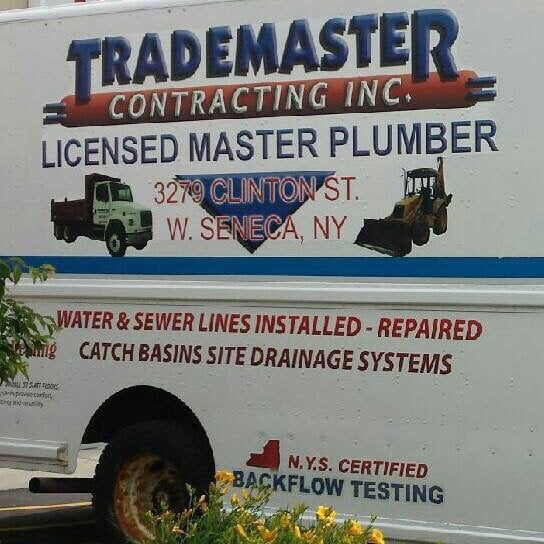 TRADEMASTER
CONTRACTING INC.
LICENSED MASTER PLUMBER
3279 CLINTON ST.
W. SENECA, NY
WATER & SEWER LINES INSTALLED - REPAIRED
CATCH BASINS SITE DRAINAGE SYSTEMS
N.Y.S. CERTIFIED
BACKFLOW TESTING